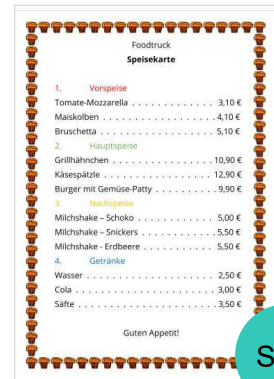 Foodtruck
Speisekarte
1. Vorspeise
Tomate-Mozzarella . . . . . . . . . . . . . 3,10 €
Maiskolben . . . . . . . . . . . . . . . . . 4,10 €
Bruschetta . . . . . . . . . . . . . . . . . 5,10 €
2. Hauptspeise
Grillhähnchen . . . . . . . . . . . . . . . 10,90 €
Käsespätzle . . . . . . . . . . . . . . . . 12,90 €
Burger mit Gemüse-Patty . . . . . . . . . 9,90 €
3. Nachspeise
Milchshake – Schoko . . . . . . . . . . . 5,00 €
Milchshake – Snickers . . . . . . . . . . . 5,50 €
Milchshake - Erdbeere . . . . . . . . . . . 5,50 €
4. Getränke
Wasser . . . . . . . . . . . . . . . . . . . 2,50 €
Cola . . . . . . . . . . . . . . . . . . . . 3,00 €
Säfte . . . . . . . . . . . . . . . . . . . . 3,50 €
Guten Appetit!
S